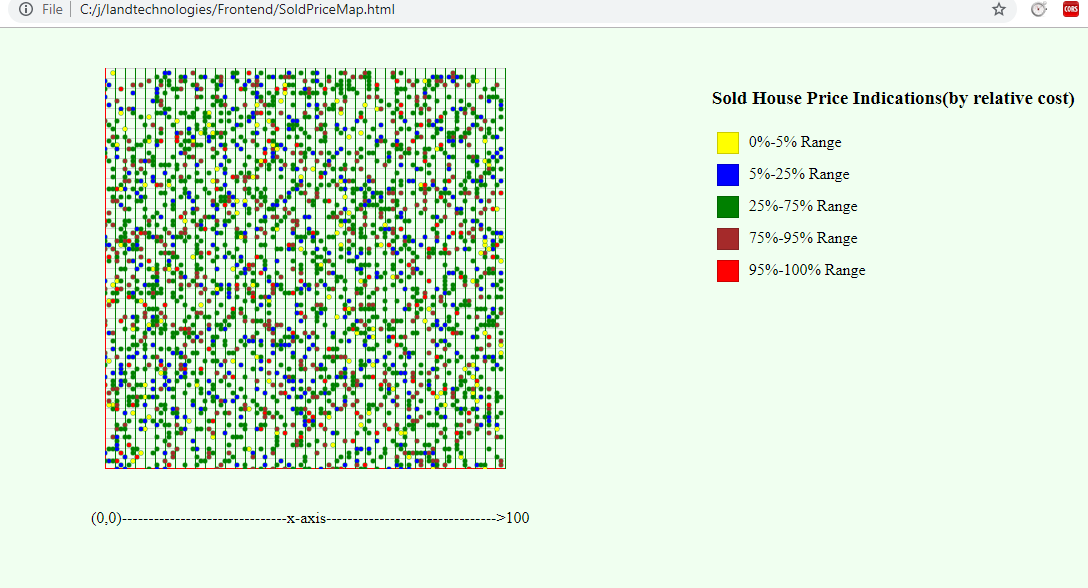 File C:/j/landtechnologies/Frontend/SoldPriceMap.html
CORS
Sold House Price Indications(by relative cost)
0%-5% Range
5%-25% Range
25%-75% Range
75%-95% Range
95%-100% Range
(0,0)-------------------------------x-axis-------------------------------->100